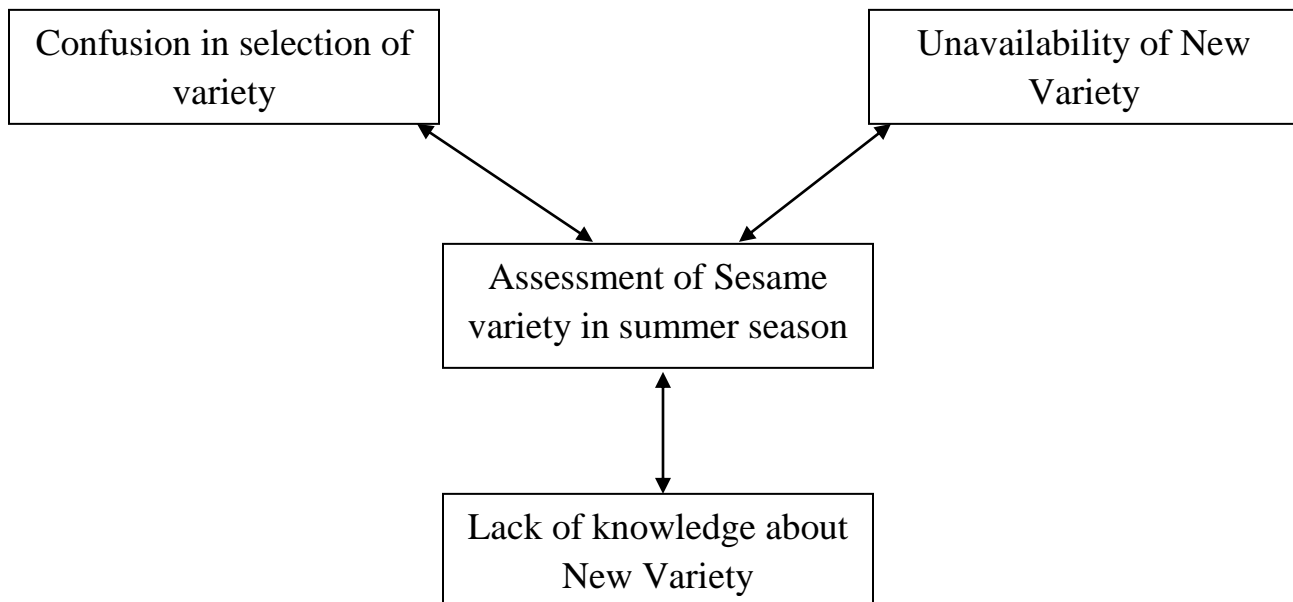 Confusion in selection of
variety
Unavailability of New
Variety
Assessment of Sesame
variety in summer season
Lack of knowledge about
New Variety